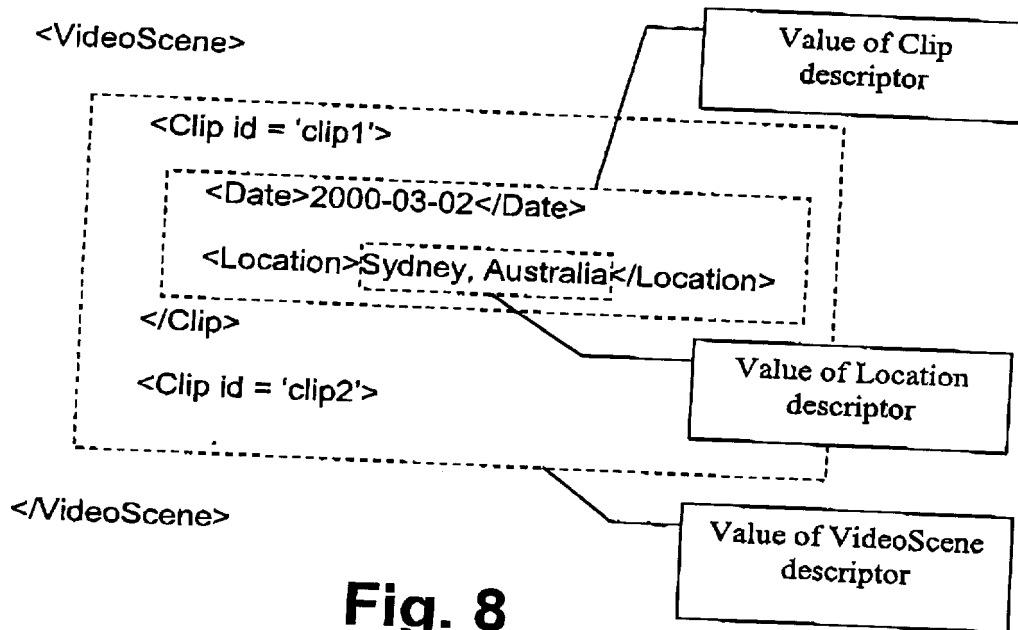 <VideoScene>
Value of Clip
descriptor
<Clip id = 'clip1'>
<Date>2000-03-02</Date>
<Location>Sydney, Australia</Location>
</Clip>
Value of Location
descriptor
<Clip id = 'clip2'>
</VideoScene>
Value of VideoScene
descriptor
Fig. 8